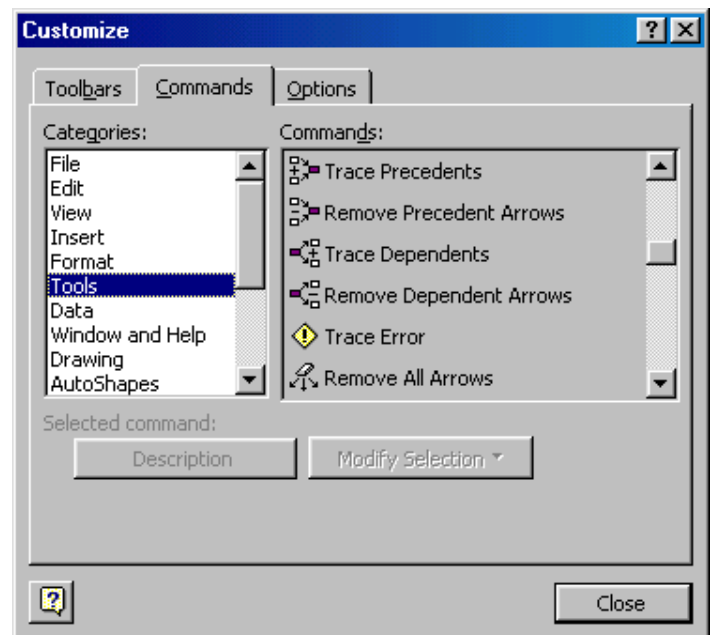 Customize
Toolbars Commands Options
Categories:
File
Edit
View
Insert
Format
Tools
Data
Window and Help
Drawing
AutoShapes
Commands:
Trace Precedents
Remove Precedent Arrows
Trace Dependents
Remove Dependent Arrows
Trace Error
Remove All Arrows
Selected command:
Description Modify Selection
Close